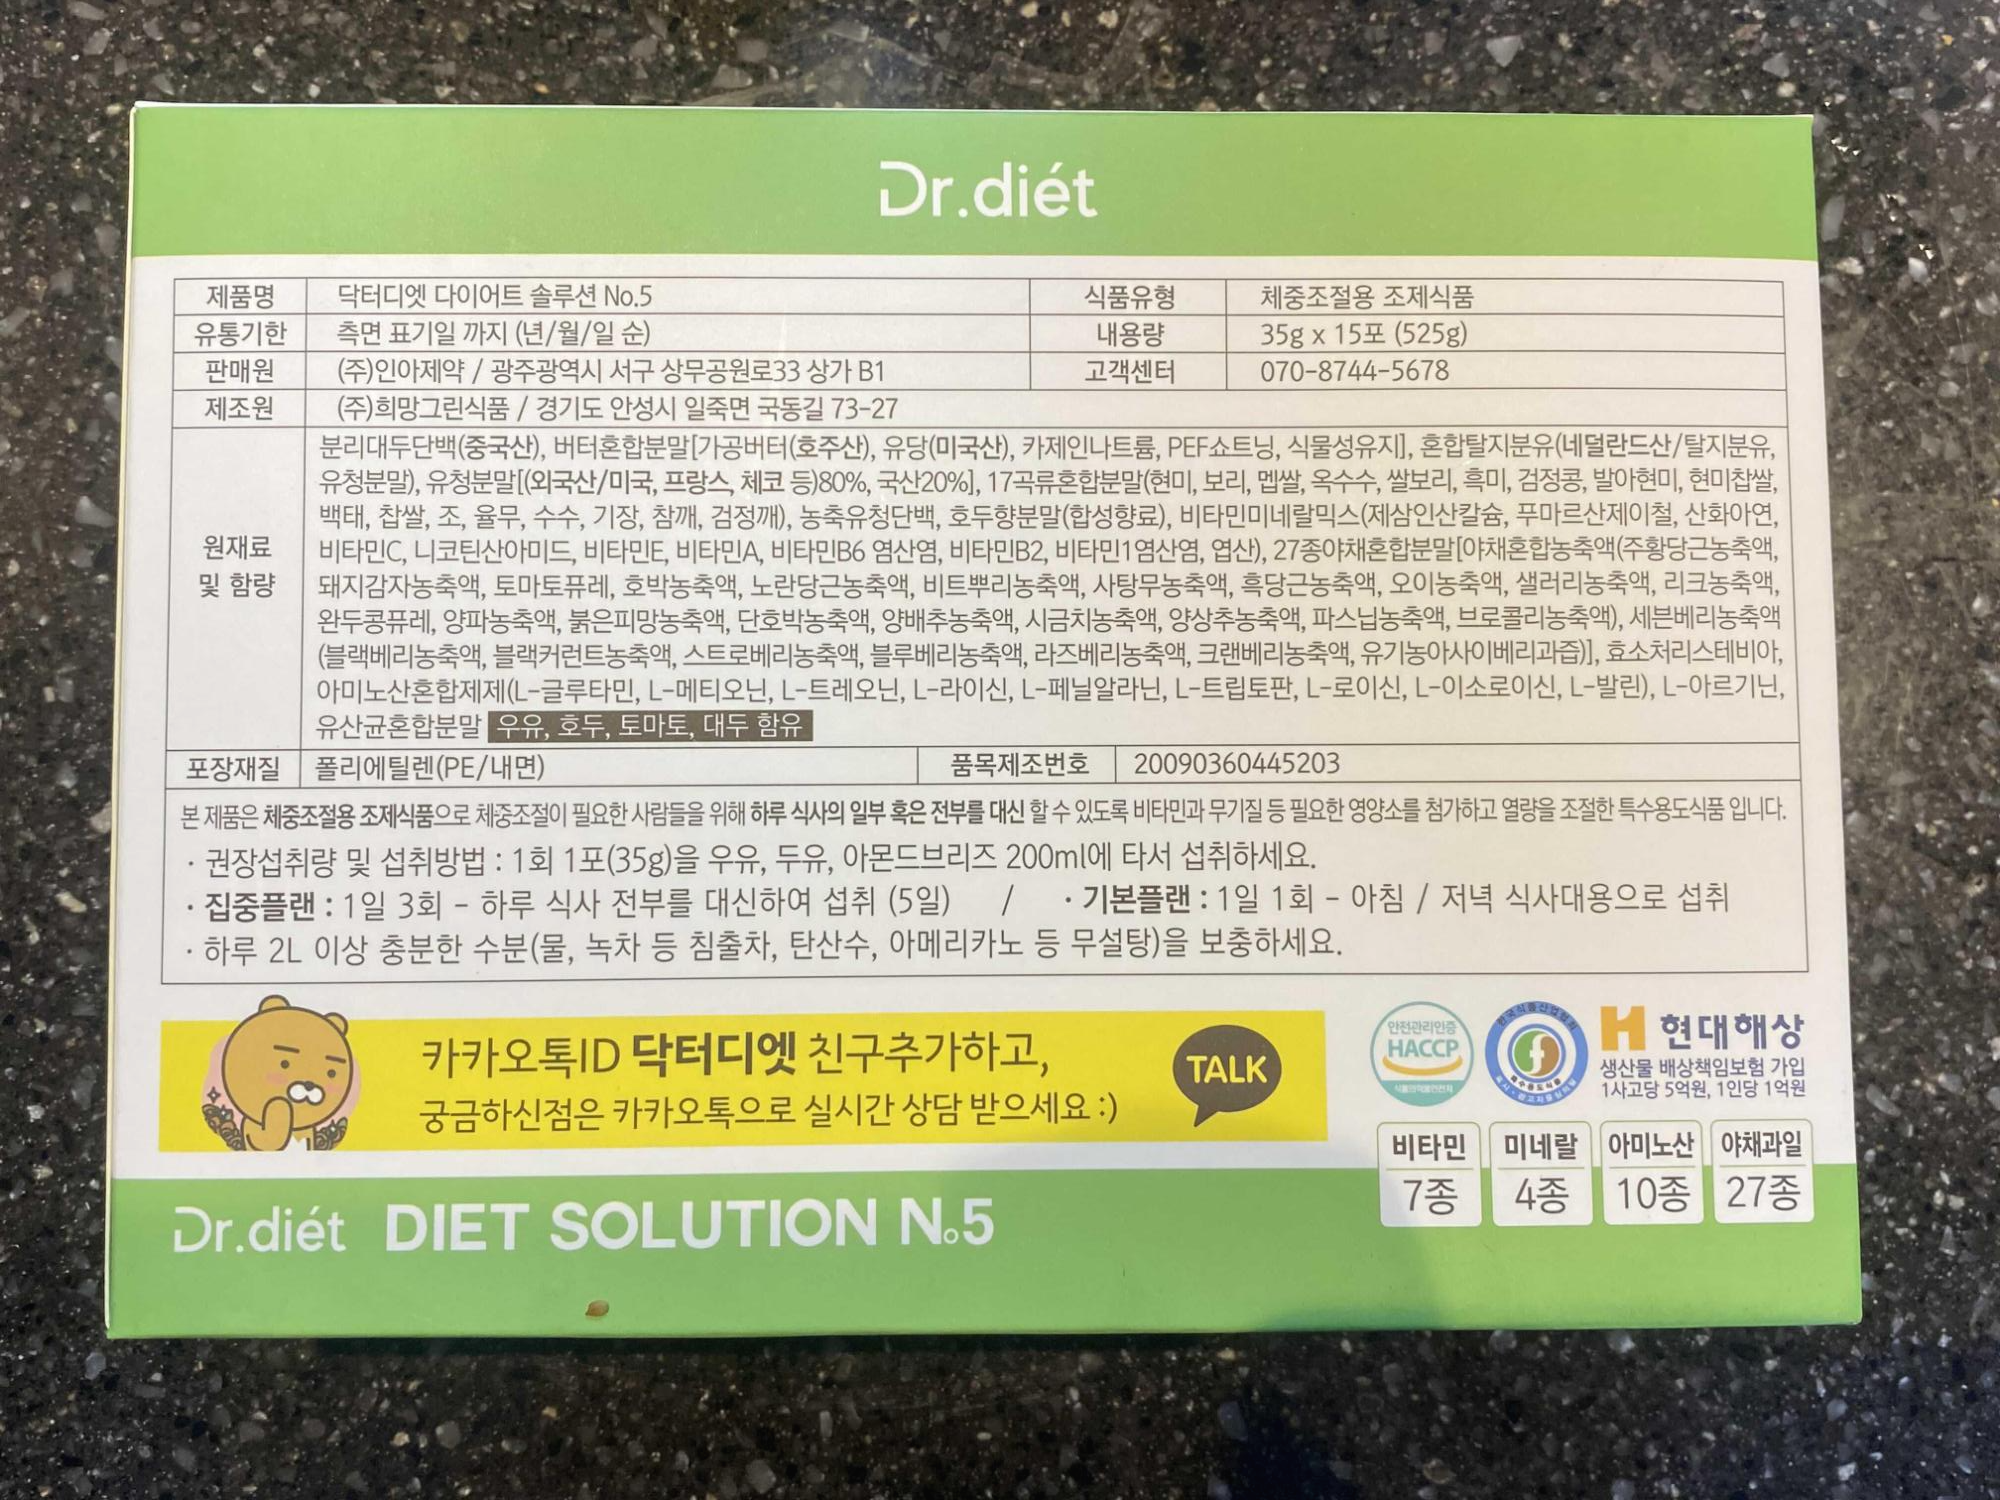 Dr.diét
제품명 닥터디엣 다이어트 솔루션 No.5 식품유형 체중조절용 조제식품
유통기한 측면 표기일 까지 (년/월/일 순) 내용량 35g x 15포 (525g)
판매원 (주)인아제약 / 광주광역시 서구 상무공원로33 상가 B1 고객센터 070-8744-5678
제조원 (주)희망그린식품 / 경기도 안성시 일죽면 국동길 73-27
원재료 및 함량
분리대두단백(중국산), 버터혼합분말[가공버터(호주산), 유당(미국산), 카제인나트륨, PEF쇼트닝, 식물성유지], 혼합탈지분유(네덜란드산/탈지분유,
유청분말), 유청분말[(외국산/미국, 프랑스, 체코 등)80%, 국산20%], 17곡류혼합분말(현미, 보리, 멥쌀, 옥수수, 쌀보리, 흑미, 검정콩, 발아현미, 현미찹쌀,
백태, 찹쌀, 조, 율무, 수수, 기장, 참깨, 검정깨), 농축유청단백, 호두향분말(합성향료), 비타민미네랄믹스(제삼인산칼슘, 푸마르산제이철, 산화아연,
비타민C, 니코틴산아미드, 비타민E, 비타민A, 비타민B6 염산염, 비타민B2, 비타민1염산염, 엽산), 27종야채혼합분말[야채혼합농축액(주황당근농축액,
돼지감자농축액, 토마토퓨레, 호박농축액, 노란당근농축액, 비트뿌리농축액, 사탕무농축액, 흑당근농축액, 오이농축액, 샐러리농축액, 리크농축액,
완두콩퓨레, 양파농축액, 붉은피망농축액, 단호박농축액, 양배추농축액, 시금치농축액, 양상추농축액, 파스닙농축액, 브로콜리농축액), 세븐베리농축액
(블랙베리농축액, 블랙커런트농축액, 스트로베리농축액, 블루베리농축액, 라즈베리농축액, 크랜베리농축액, 유기농아사이베리과즙)], 효소처리스테비아,
아미노산혼합제제(L-글루타민, L-메티오닌, L-트레오닌, L-라이신, L-페닐알라닌, L-트립토판, L-로이신, L-이소로이신, L-발린), L-아르기닌,
유산균혼합분말 우유, 호두, 토마토, 대두 함유
포장재질 폴리에틸렌(PE/내면) 품목제조번호 20090360445203
본 제품은 체중조절용 조제식품으로 체중조절이 필요한 사람들을 위해 하루 식사의 일부 혹은 전부를 대신 할 수 있도록 비타민과 무기질 등 필요한 영양소를 첨가하고 열량을 조절한 특수용도식품 입니다.
· 권장섭취량 및 섭취방법 : 1회 1포(35g)을 우유, 두유, 아몬드브리즈 200ml에 타서 섭취하세요.
· 집중플랜 : 1일 3회 - 하루 식사 전부를 대신하여 섭취 (5일) / · 기본플랜 : 1일 1회 - 아침 / 저녁 식사대용으로 섭취
· 하루 2L 이상 충분한 수분(물, 녹차 등 침출차, 탄산수, 아메리카노 등 무설탕)을 보충하세요.
카카오톡ID 닥터디엣 친구추가하고,
궁금하신점은 카카오톡으로 실시간 상담 받으세요 :)
TALK
안전관리인증
HACCP
식품의약품안전처
H 현대해상
생산물 배상책임보험 가입
1사고당 5억원, 1인당 1억원
비타민 미네랄 아미노산 야채과일
7종 4종 10종 27종
Dr.diét DIET SOLUTION No.5